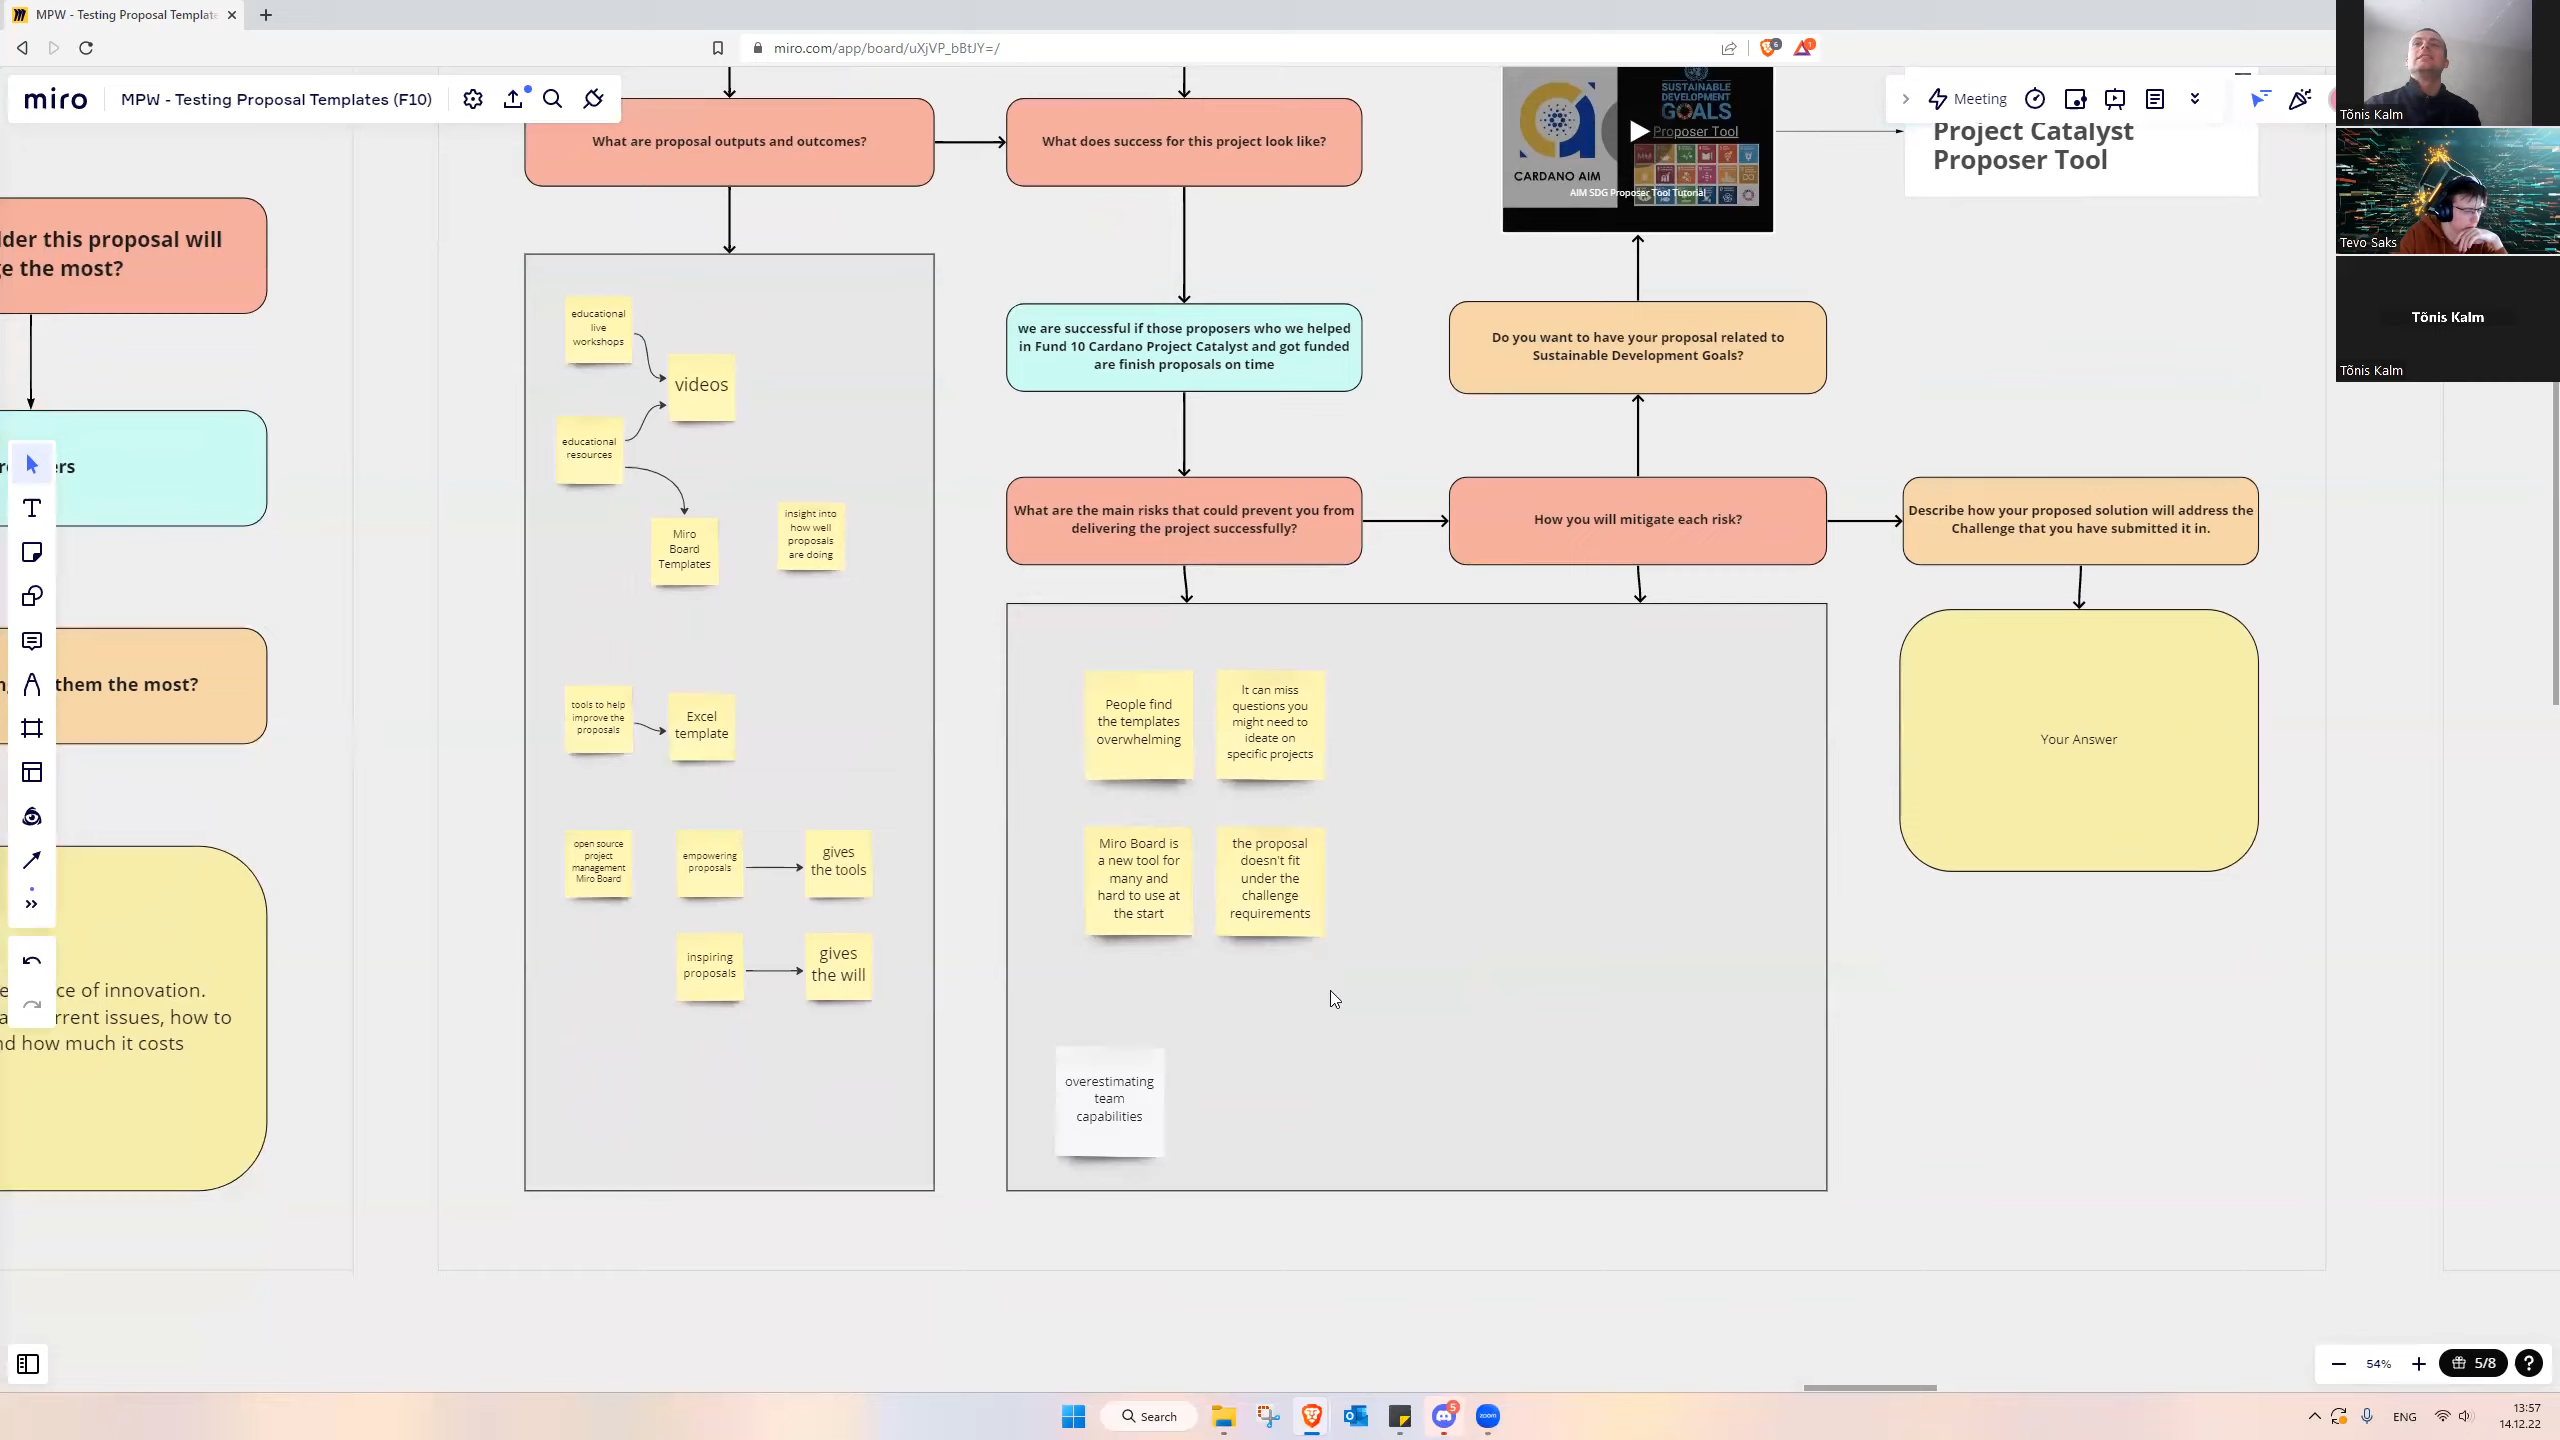 MPW - Testing Proposal Template
miro.com/app/board/uXjVP_bBtJY=/
miro
MPW - Testing Proposal Templates (F10)
Meeting
Tõnis Kalm
Tevo Saks
Tõnis Kalm
Tõnis Kalm
What are proposal outputs and outcomes?
What does success for this project look like?
SUSTAINABLE
DEVELOPMENT
GOALS
Proposer Tool
CARDANO AIM
AIM SDG Proposer Tool Tutorial
Project Catalyst
Proposer Tool
lder this proposal will
e the most?
ers
them the most?
ce of innovation.
rrent issues, how to
nd how much it costs
educational
live
workshops
videos
educational
resources
Miro
Board
Templates
insight into
how well
proposals
are doing
tools to help
improve the
proposals
Excel
template
open source
project
management
Miro Board
empowering
proposals
gives
the tools
inspiring
proposals
gives
the will
we are successful if those proposers who we helped
in Fund 10 Cardano Project Catalyst and got funded
are finish proposals on time
Do you want to have your proposal related to
Sustainable Development Goals?
What are the main risks that could prevent you from
delivering the project successfully?
How you will mitigate each risk?
Describe how your proposed solution will address the
Challenge that you have submitted it in.
People find
the templates
overwhelming
It can miss
questions you
might need to
ideate on
specific projects
Miro Board is
a new tool for
many and
hard to use at
the start
the proposal
doesn't fit
under the
challenge
requirements
overestimating
team
capabilities
Your Answer
54%
5/8
?
Search
zoom
5
ENG
13:57
14.12.22